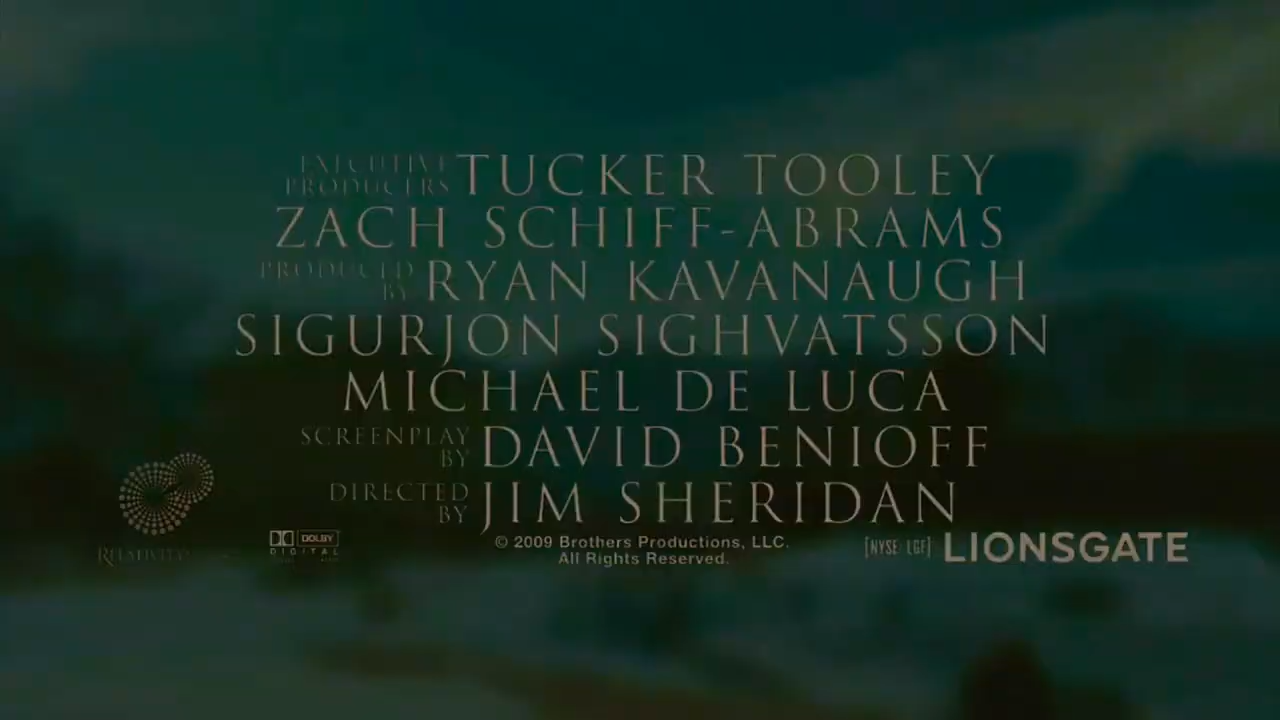 EXECUTIVE
PRODUCERS TUCKER TOOLEY
ZACH SCHIFF-ABRAMS
PRODUCED
BY RYAN KAVANAUGH
SIGURJON SIGHVATSSON
MICHAEL DE LUCA
SCREENPLAY
BY DAVID BENIOFF
DIRECTED
BY JIM SHERIDAN
RELATIVITY
DOLBY
DIGITAL
© 2009 Brothers Productions, LLC.
All Rights Reserved.
[NYSE: LGF] LIONSGATE